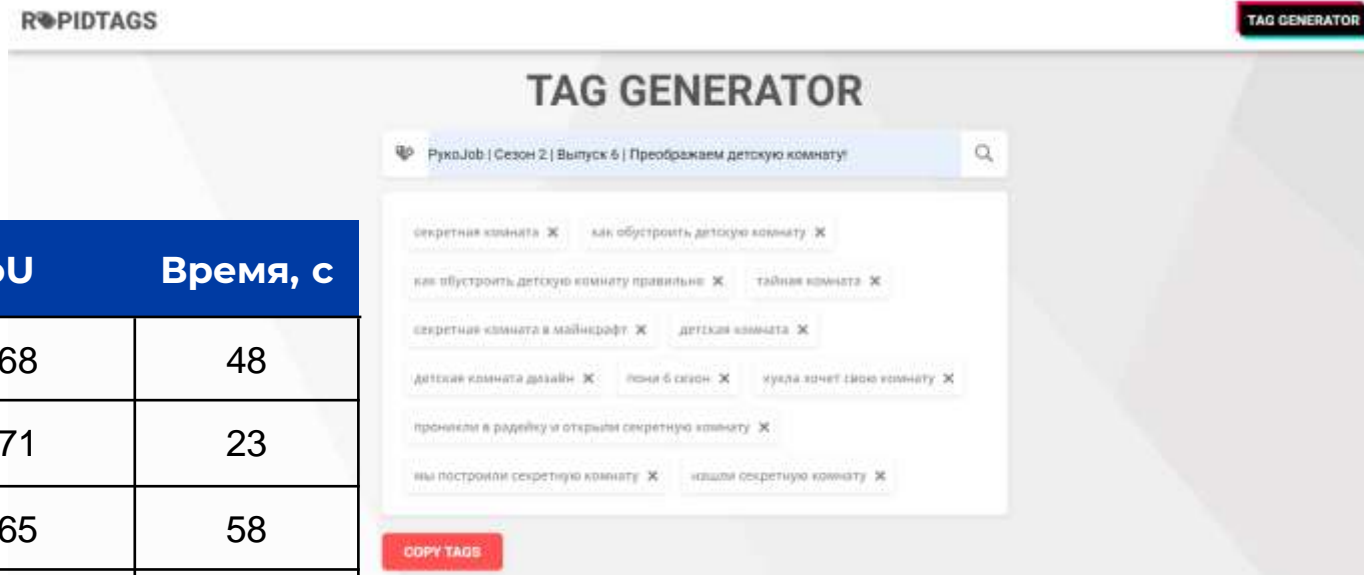 RAPIDTAGS
TAG GENERATOR
TAG GENERATOR
РукоJob | Сезон 2 | Выпуск 6 | Преображаем детскую комнату!
секретная комната ✕ как обустроить детскую комнату ✕
как обустроить детскую комнату правильно ✕ тайная комната ✕
секретная комната в майнкрафт ✕ детская комната ✕
детская комната дизайн ✕ пони 6 сезон ✕ кукла хочет свою комнату ✕
проникли в радейку и открыли секретную комнату ✕
мы построили секретную комнату ✕ нашли секретную комнату ✕
COPY TAGS
oU Время, с
68 48
71 23
65 58